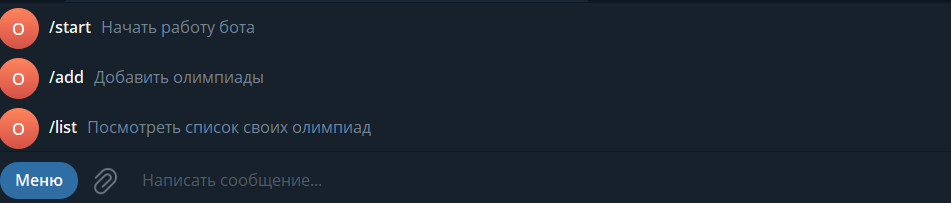 О /start Начать работу бота
О /add Добавить олимпиады
О /list Посмотреть список своих олимпиад
Меню Написать сообщение...